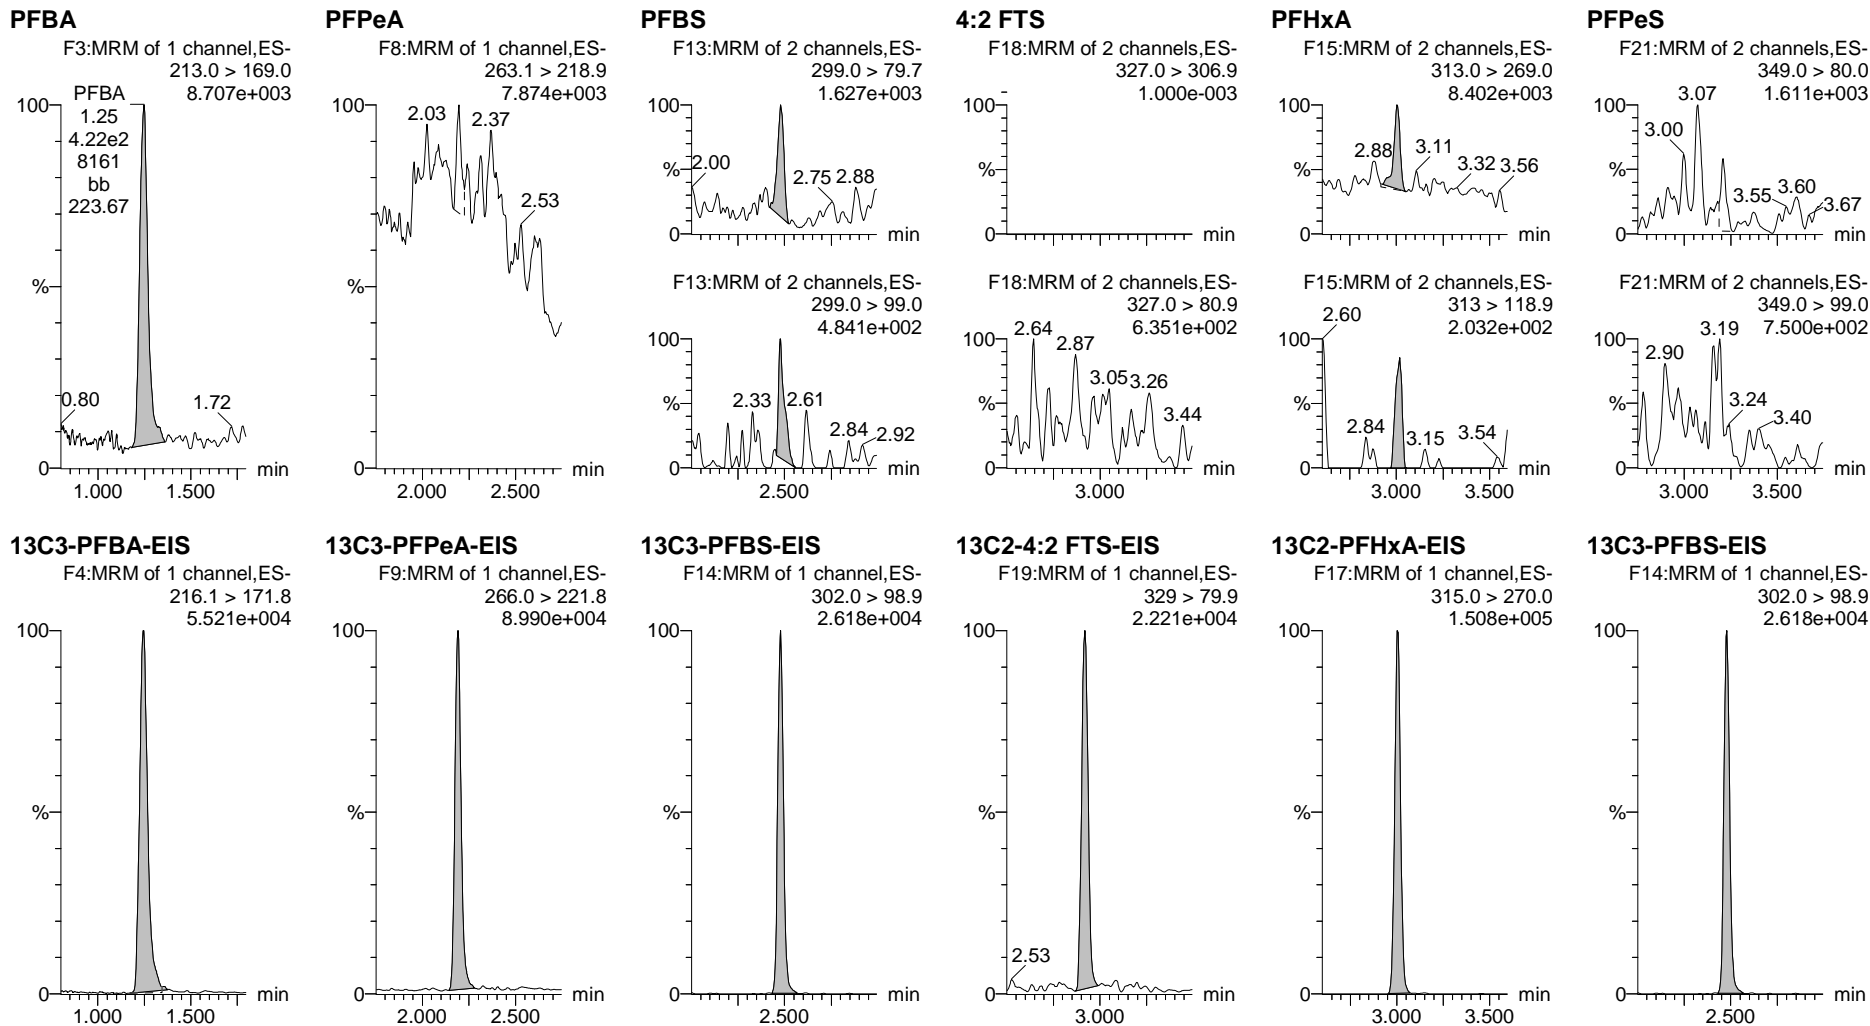 PFBA
F3:MRM of 1 channel,ES-
213.0 > 169.0
8.707e+003
100
PFBA
1.25
4.22e2
8161
bb
223.67
%
0.80
1.72
0
min
1.000
1.500
PFPeA
F8:MRM of 1 channel,ES-
263.1 > 218.9
7.874e+003
100
2.03
2.37
2.53
%
0
min
2.000
2.500
PFBS
F13:MRM of 2 channels,ES-
299.0 > 79.7
1.627e+003
100
%
2.00
2.75
2.88
0
min
F13:MRM of 2 channels,ES-
299.0 > 99.0
4.841e+002
100
%
2.33
2.61
2.84
2.92
0
min
2.500
4:2 FTS
F18:MRM of 2 channels,ES-
327.0 > 306.9
1.000e-003
100
%
0
min
F18:MRM of 2 channels,ES-
327.0 > 80.9
6.351e+002
100
2.64
2.87
3.05
3.26
3.44
%
0
min
3.000
PFHxA
F15:MRM of 2 channels,ES-
313.0 > 269.0
8.402e+003
100
%
2.88
3.11
3.32
3.56
0
min
F15:MRM of 2 channels,ES-
313 > 118.9
2.032e+002
2.60
100
%
2.84
3.15
3.54
0
min
3.000
3.500
PFPeS
F21:MRM of 2 channels,ES-
349.0 > 80.0
1.611e+003
100
3.07
3.00
%
3.55
3.60
3.67
0
min
F21:MRM of 2 channels,ES-
349.0 > 99.0
7.500e+002
100
3.19
2.90
%
3.24
3.40
0
min
3.000
3.500
13C3-PFBA-EIS
F4:MRM of 1 channel,ES-
216.1 > 171.8
5.521e+004
100
%
0
min
1.000
1.500
13C3-PFPeA-EIS
F9:MRM of 1 channel,ES-
266.0 > 221.8
8.990e+004
100
%
0
min
2.000
2.500
13C3-PFBS-EIS
F14:MRM of 1 channel,ES-
302.0 > 98.9
2.618e+004
100
%
0
min
2.500
13C2-4:2 FTS-EIS
F19:MRM of 1 channel,ES-
329 > 79.9
2.221e+004
100
%
2.53
0
min
3.000
13C2-PFHxA-EIS
F17:MRM of 1 channel,ES-
315.0 > 270.0
1.508e+005
100
%
0
min
3.000
3.500
13C3-PFBS-EIS
F14:MRM of 1 channel,ES-
302.0 > 98.9
2.618e+004
100
%
0
min
2.500